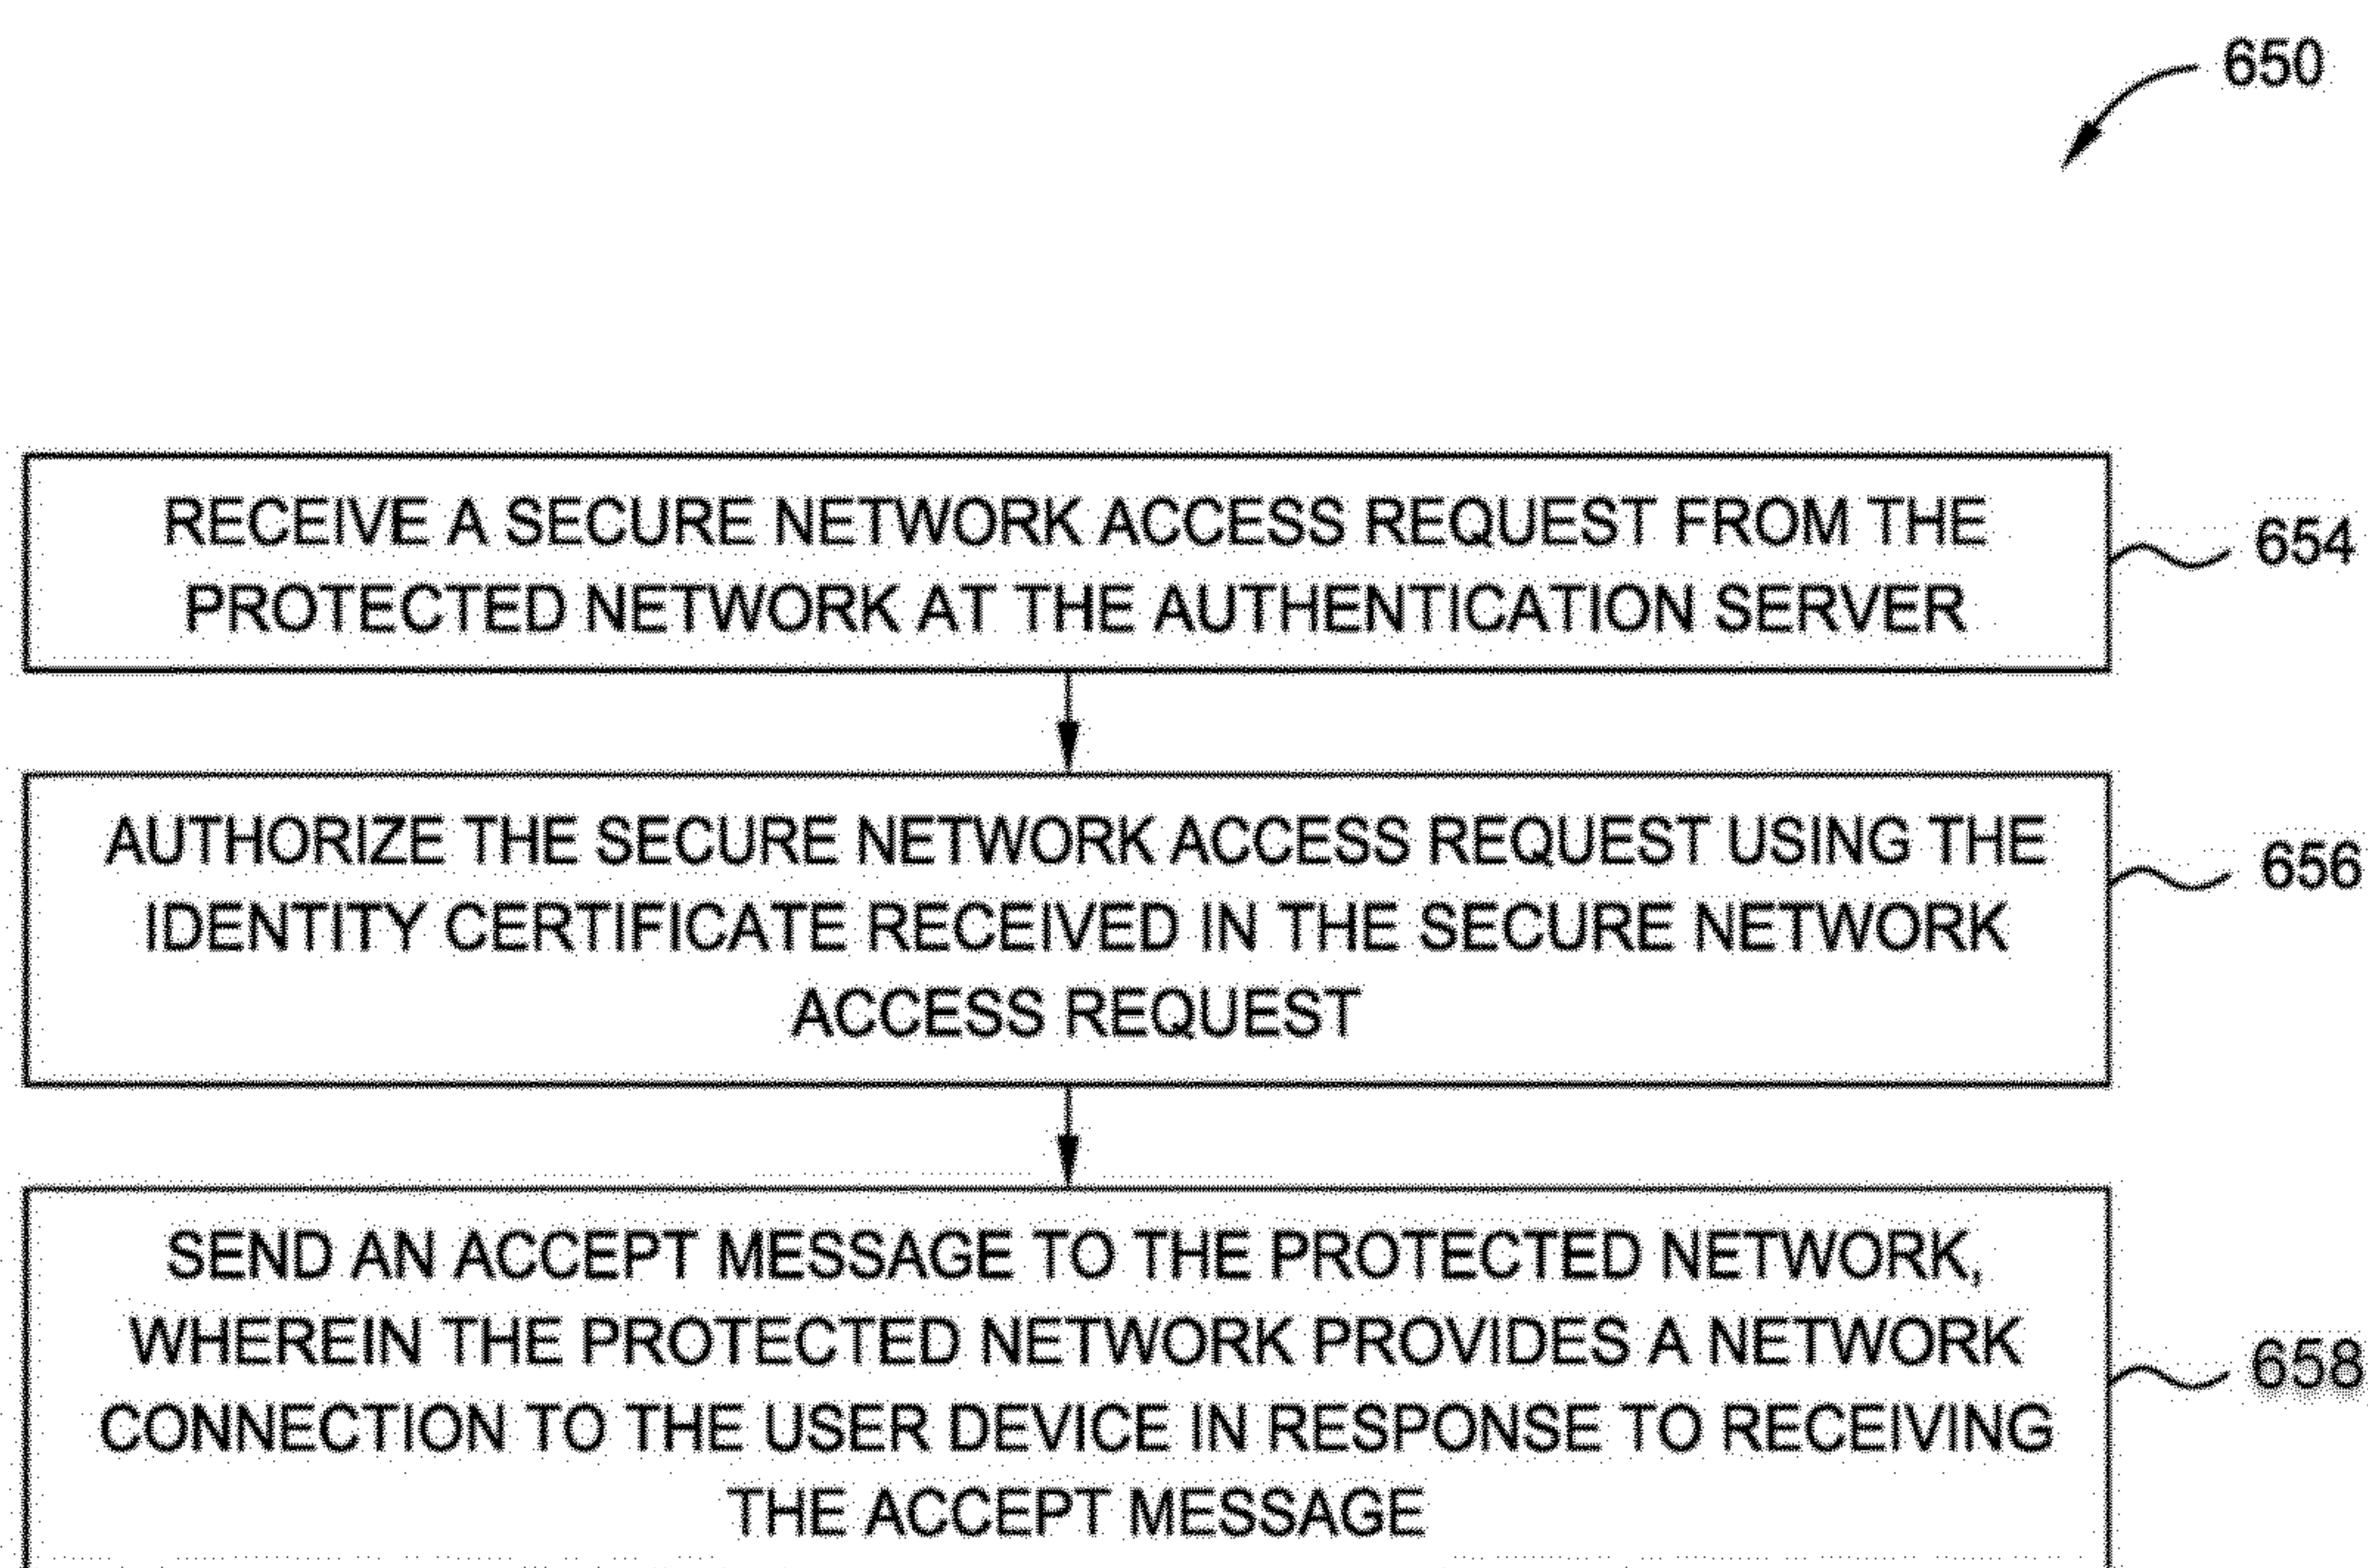 650
RECEIVE A SECURE NETWORK ACCESS REQUEST FROM THE
PROTECTED NETWORK AT THE AUTHENTICATION SERVER
654
AUTHORIZE THE SECURE NETWORK ACCESS REQUEST USING THE
IDENTITY CERTIFICATE RECEIVED IN THE SECURE NETWORK
ACCESS REQUEST
656
SEND AN ACCEPT MESSAGE TO THE PROTECTED NETWORK,
WHEREIN THE PROTECTED NETWORK PROVIDES A NETWORK
CONNECTION TO THE USER DEVICE IN RESPONSE TO RECEIVING
THE ACCEPT MESSAGE
658